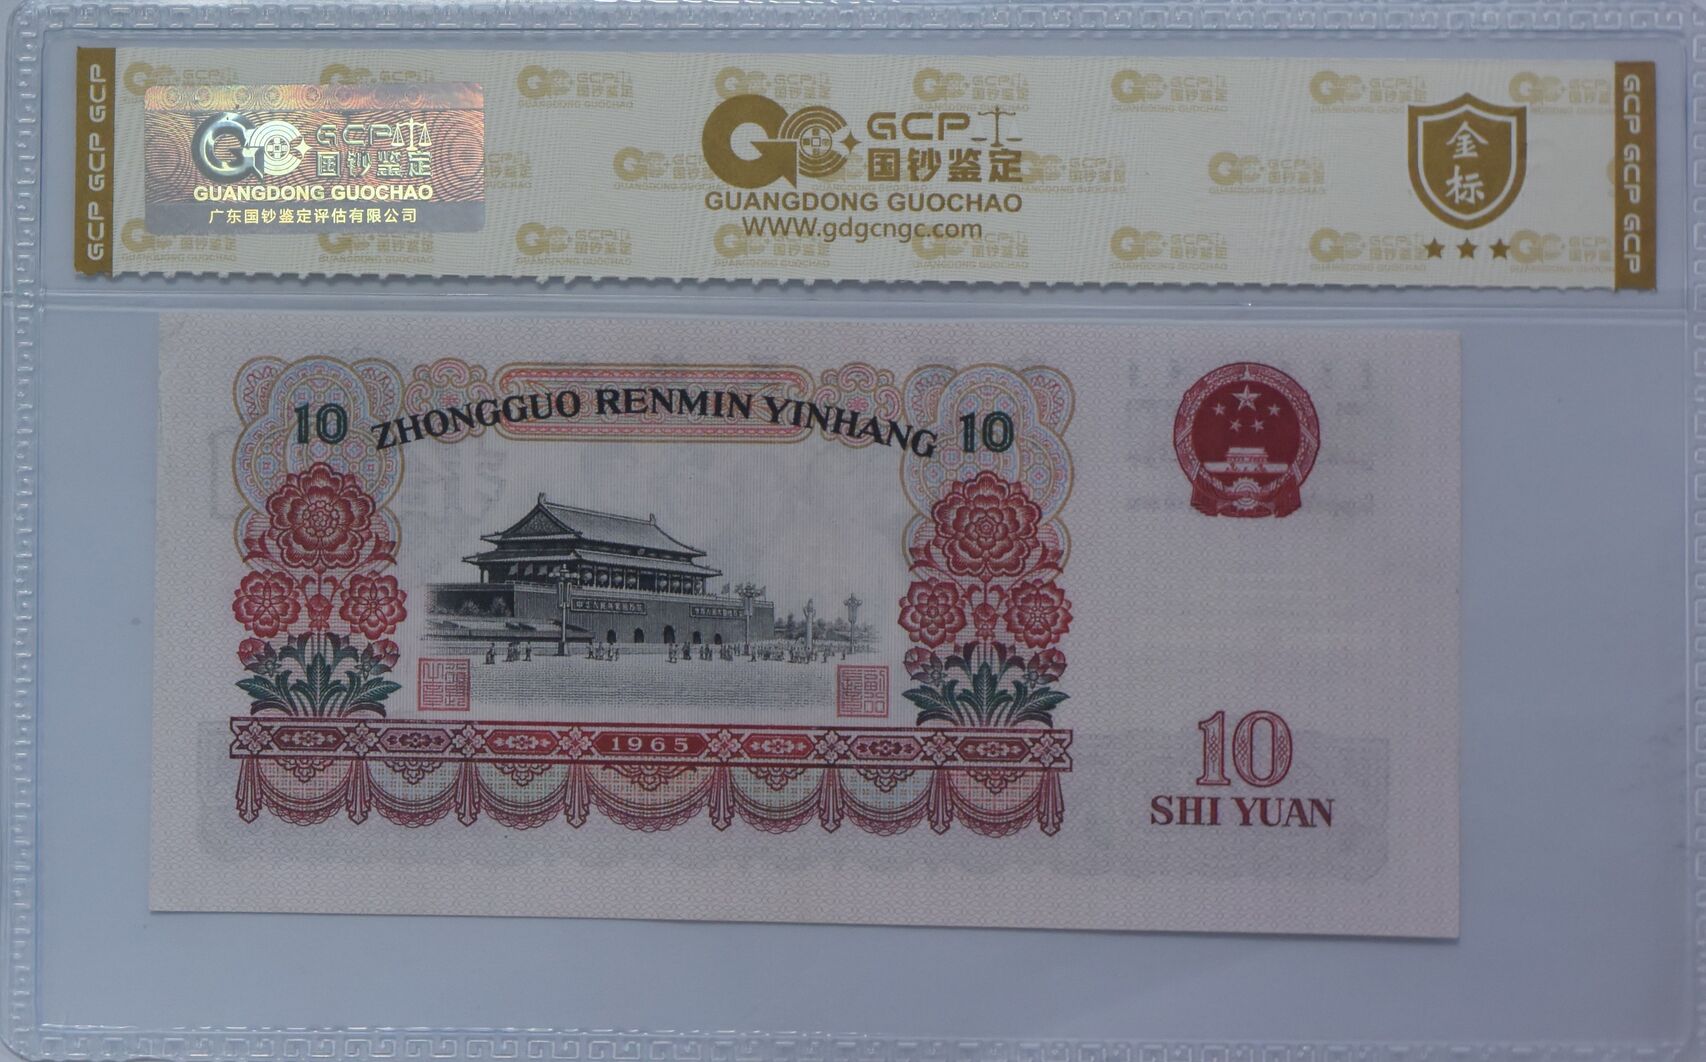 GCP GCP GCP
GCP
国钞鉴定
GUANGDONG GUOCHAO
广东国钞鉴定评估有限公司
GCP
国钞鉴定
GUANGDONG GUOCHAO
WWW.gdgcngc.com
金标
GCP GCP GCP GCP
10 ZHONGGUO RENMIN YINHANG 10
1965
10
SHI YUAN